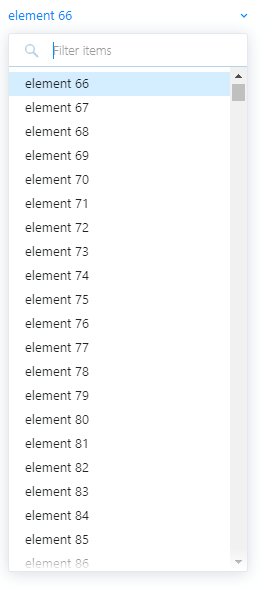 element 66
Filter items
element 66
element 67
element 68
element 69
element 70
element 71
element 72
element 73
element 74
element 75
element 76
element 77
element 78
element 79
element 80
element 81
element 82
element 83
element 84
element 85
element 86